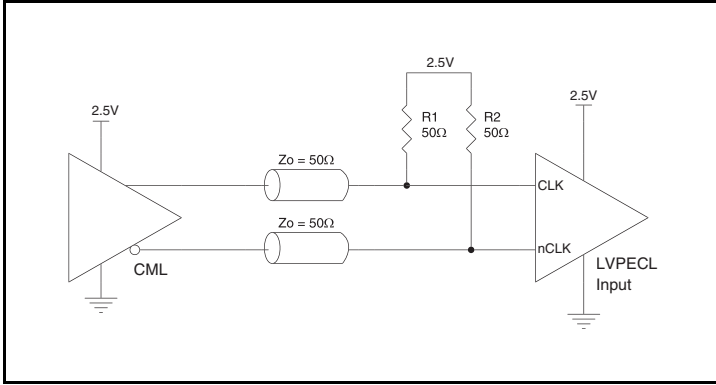 2.5V
2.5V
2.5V
R1
50Ω
R2
50Ω
Zo = 50Ω
CLK
Zo = 50Ω
nCLK
CML
LVPECL
Input